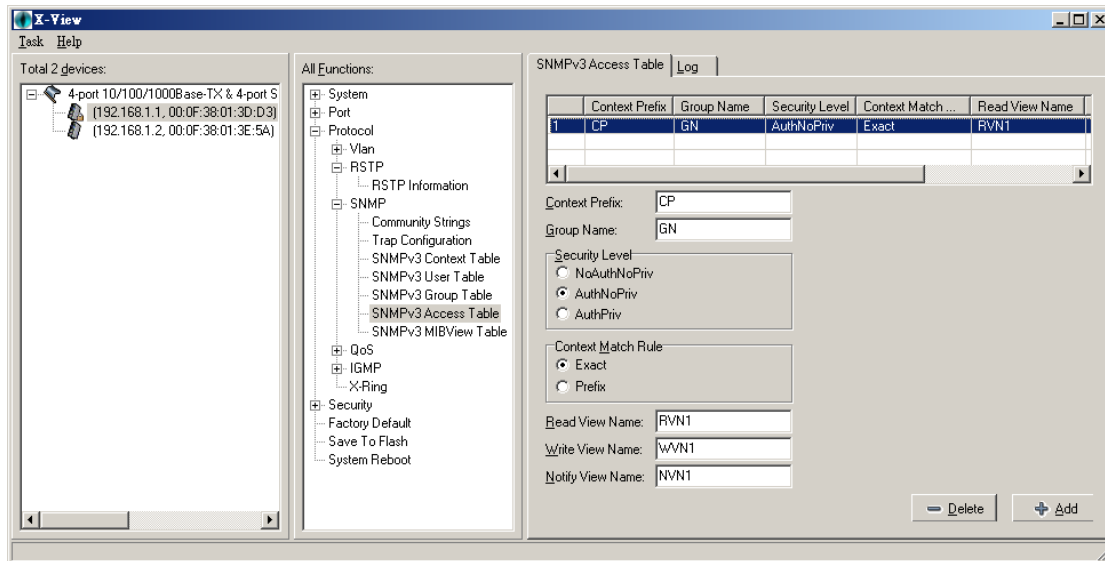 X-View
Task Help
Total 2 devices:
4-port 10/100/1000Base-TX & 4-port S
(192.168.1.1, 00:0F:38:01:3D:D3)
(192.168.1.2, 00:0F:38:01:3E:5A)
All Functions:
System
Port
Protocol
Vlan
RSTP
RSTP Information
SNMP
Community Strings
Trap Configuration
SNMPv3 Context Table
SNMPv3 User Table
SNMPv3 Group Table
SNMPv3 Access Table
SNMPv3 MIBView Table
QoS
IGMP
X-Ring
Security
Factory Default
Save To Flash
System Reboot
SNMPv3 Access Table Log
Context Prefix Group Name Security Level Context Match ... Read View Name
1 CP GN AuthNoPriv Exact RVN1
Context Prefix: CP
Group Name: GN
Security Level
NoAuthNoPriv
AuthNoPriv
AuthPriv
Context Match Rule
Exact
Prefix
Read View Name: RVN1
Write View Name: WVN1
Notify View Name: NVN1
Delete Add